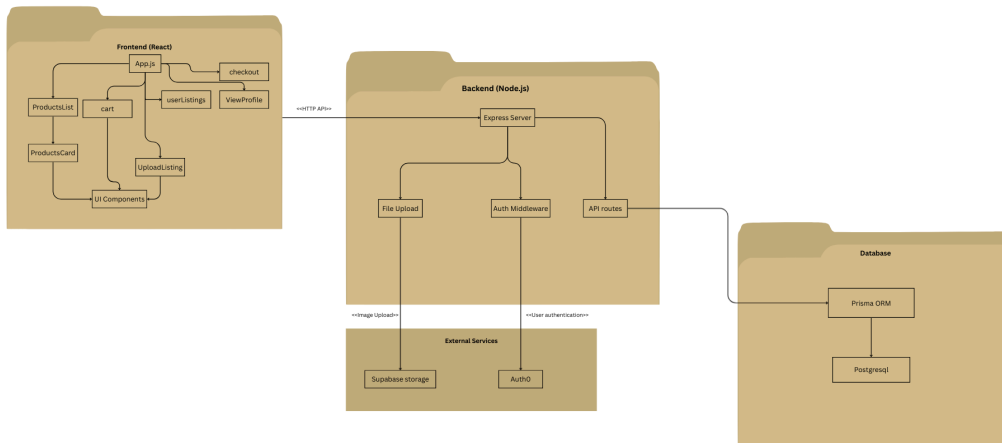 Frontend (React)
App.js
checkout
ProductsList
cart
userListings
ViewProfile
ProductsCard
UploadListing
UI Components
<<HTTP API>>
Backend (Node.js)
Express Server
File Upload
Auth Middleware
API routes
<<Image Upload>>
<<User authentication>>
External Services
Supabase storage
Auth0
Database
Prisma ORM
Postgresql